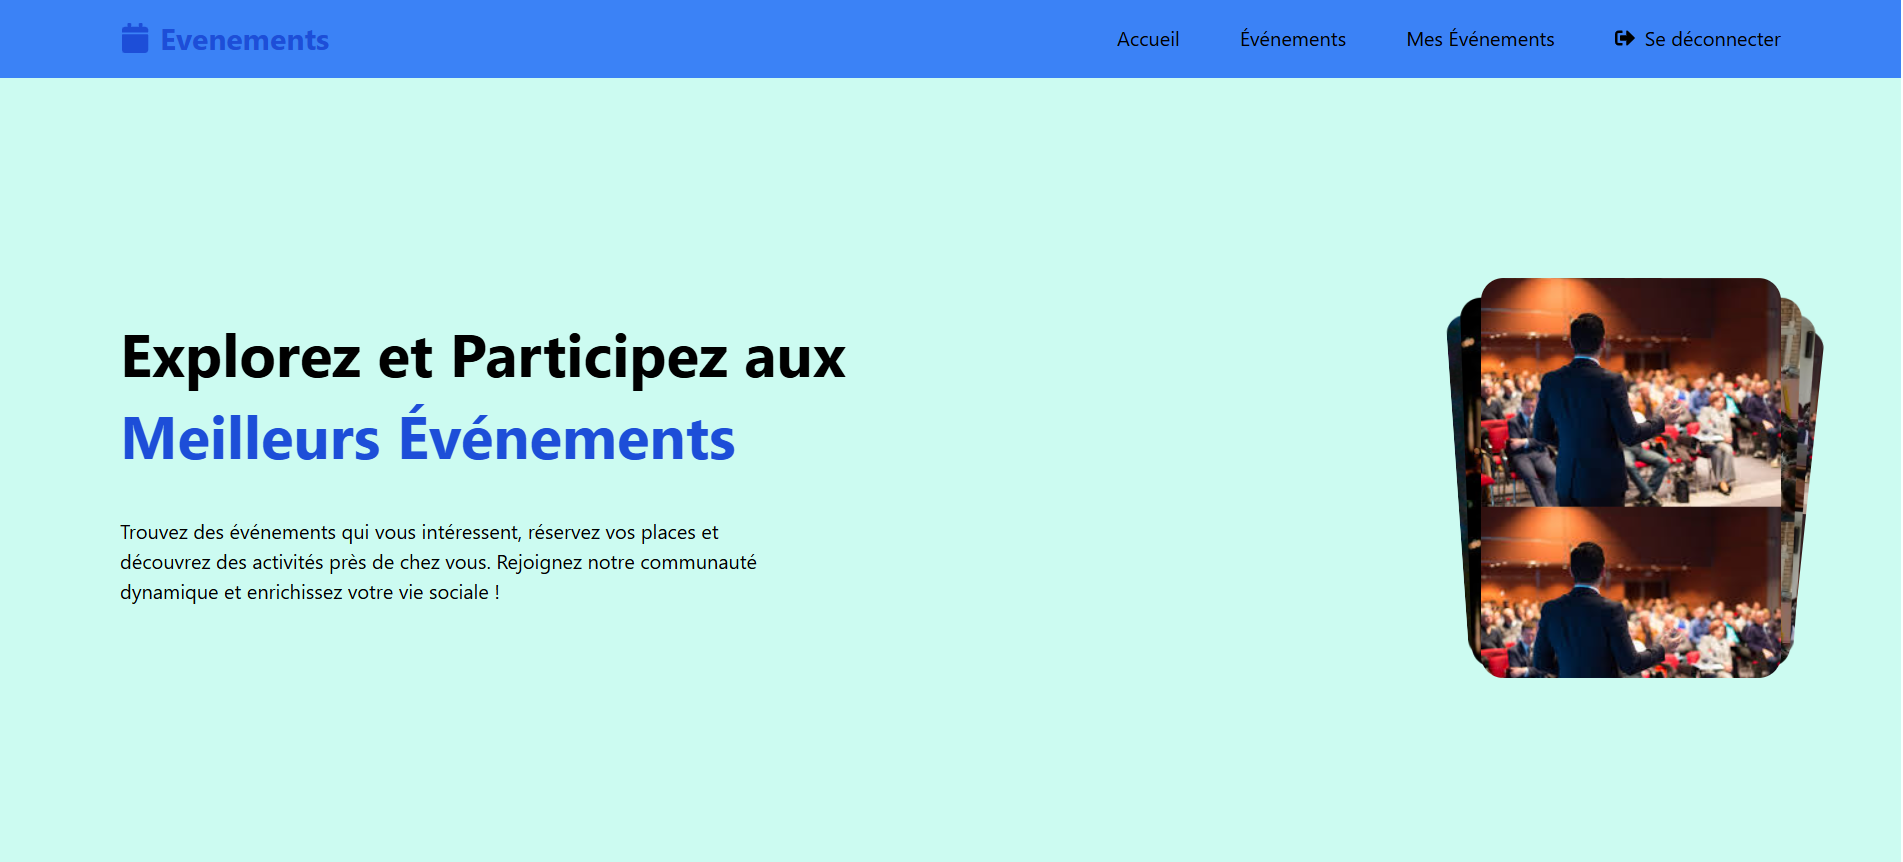 Evenements
Accueil
Événements
Mes Événements
Se déconnecter
Explorez et Participez aux
Meilleurs Événements
Trouvez des événements qui vous intéressent, réservez vos places et
découvrez des activités près de chez vous. Rejoignez notre communauté
dynamique et enrichissez votre vie sociale !